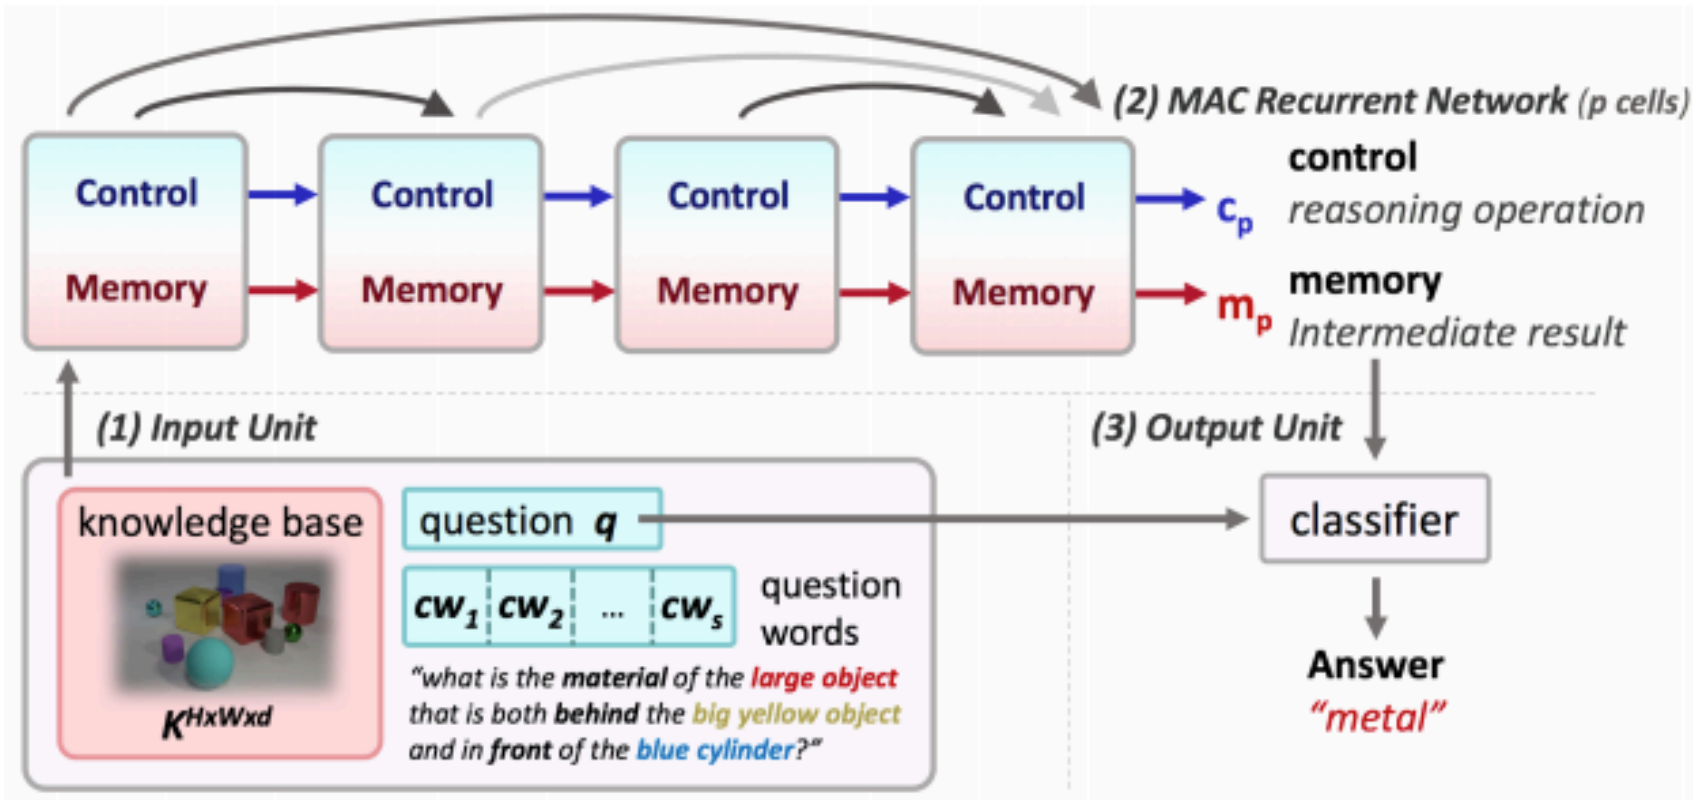 (2) MAC Recurrent Network (p cells)
Control
Control
Control
Control
cp
control
reasoning operation
Memory
Memory
Memory
Memory
mp
memory
Intermediate result
(1) Input Unit
knowledge base
K^HxWxd
question q
cw1 cw2 ... cws
question
words
“what is the material of the large object
that is both behind the big yellow object
and in front of the blue cylinder?”
(3) Output Unit
classifier
Answer
“metal”